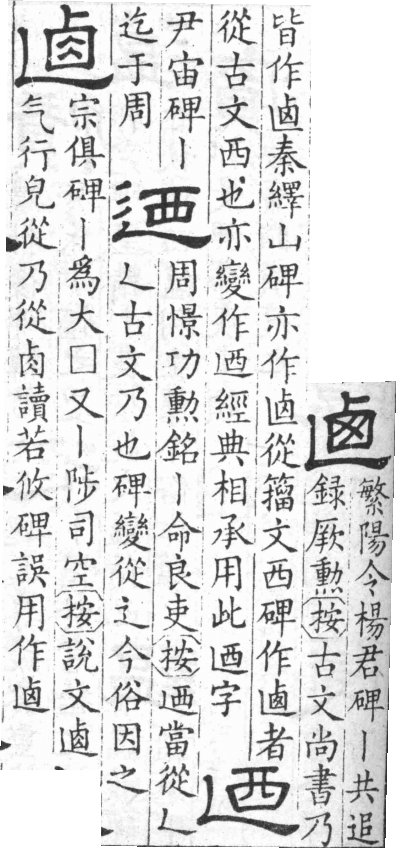 逌
繁陽令楊君碑丨共追
録厥勲按古文尚書乃
皆作逌秦繹山碑亦作逌從籀文西碑作逌者
從古文西也亦變作迺經典相承用此迺字
迺
尹宙碑丨
迄于周
迺
周憬功勲銘丨命良吏按迺當從乚
乚古文乃也碑變從辶今俗因之
逌
宗俱碑丨爲大□又丨陟司空按說文逌
气行皃從乃從卤讀若攸碑誤用作逌